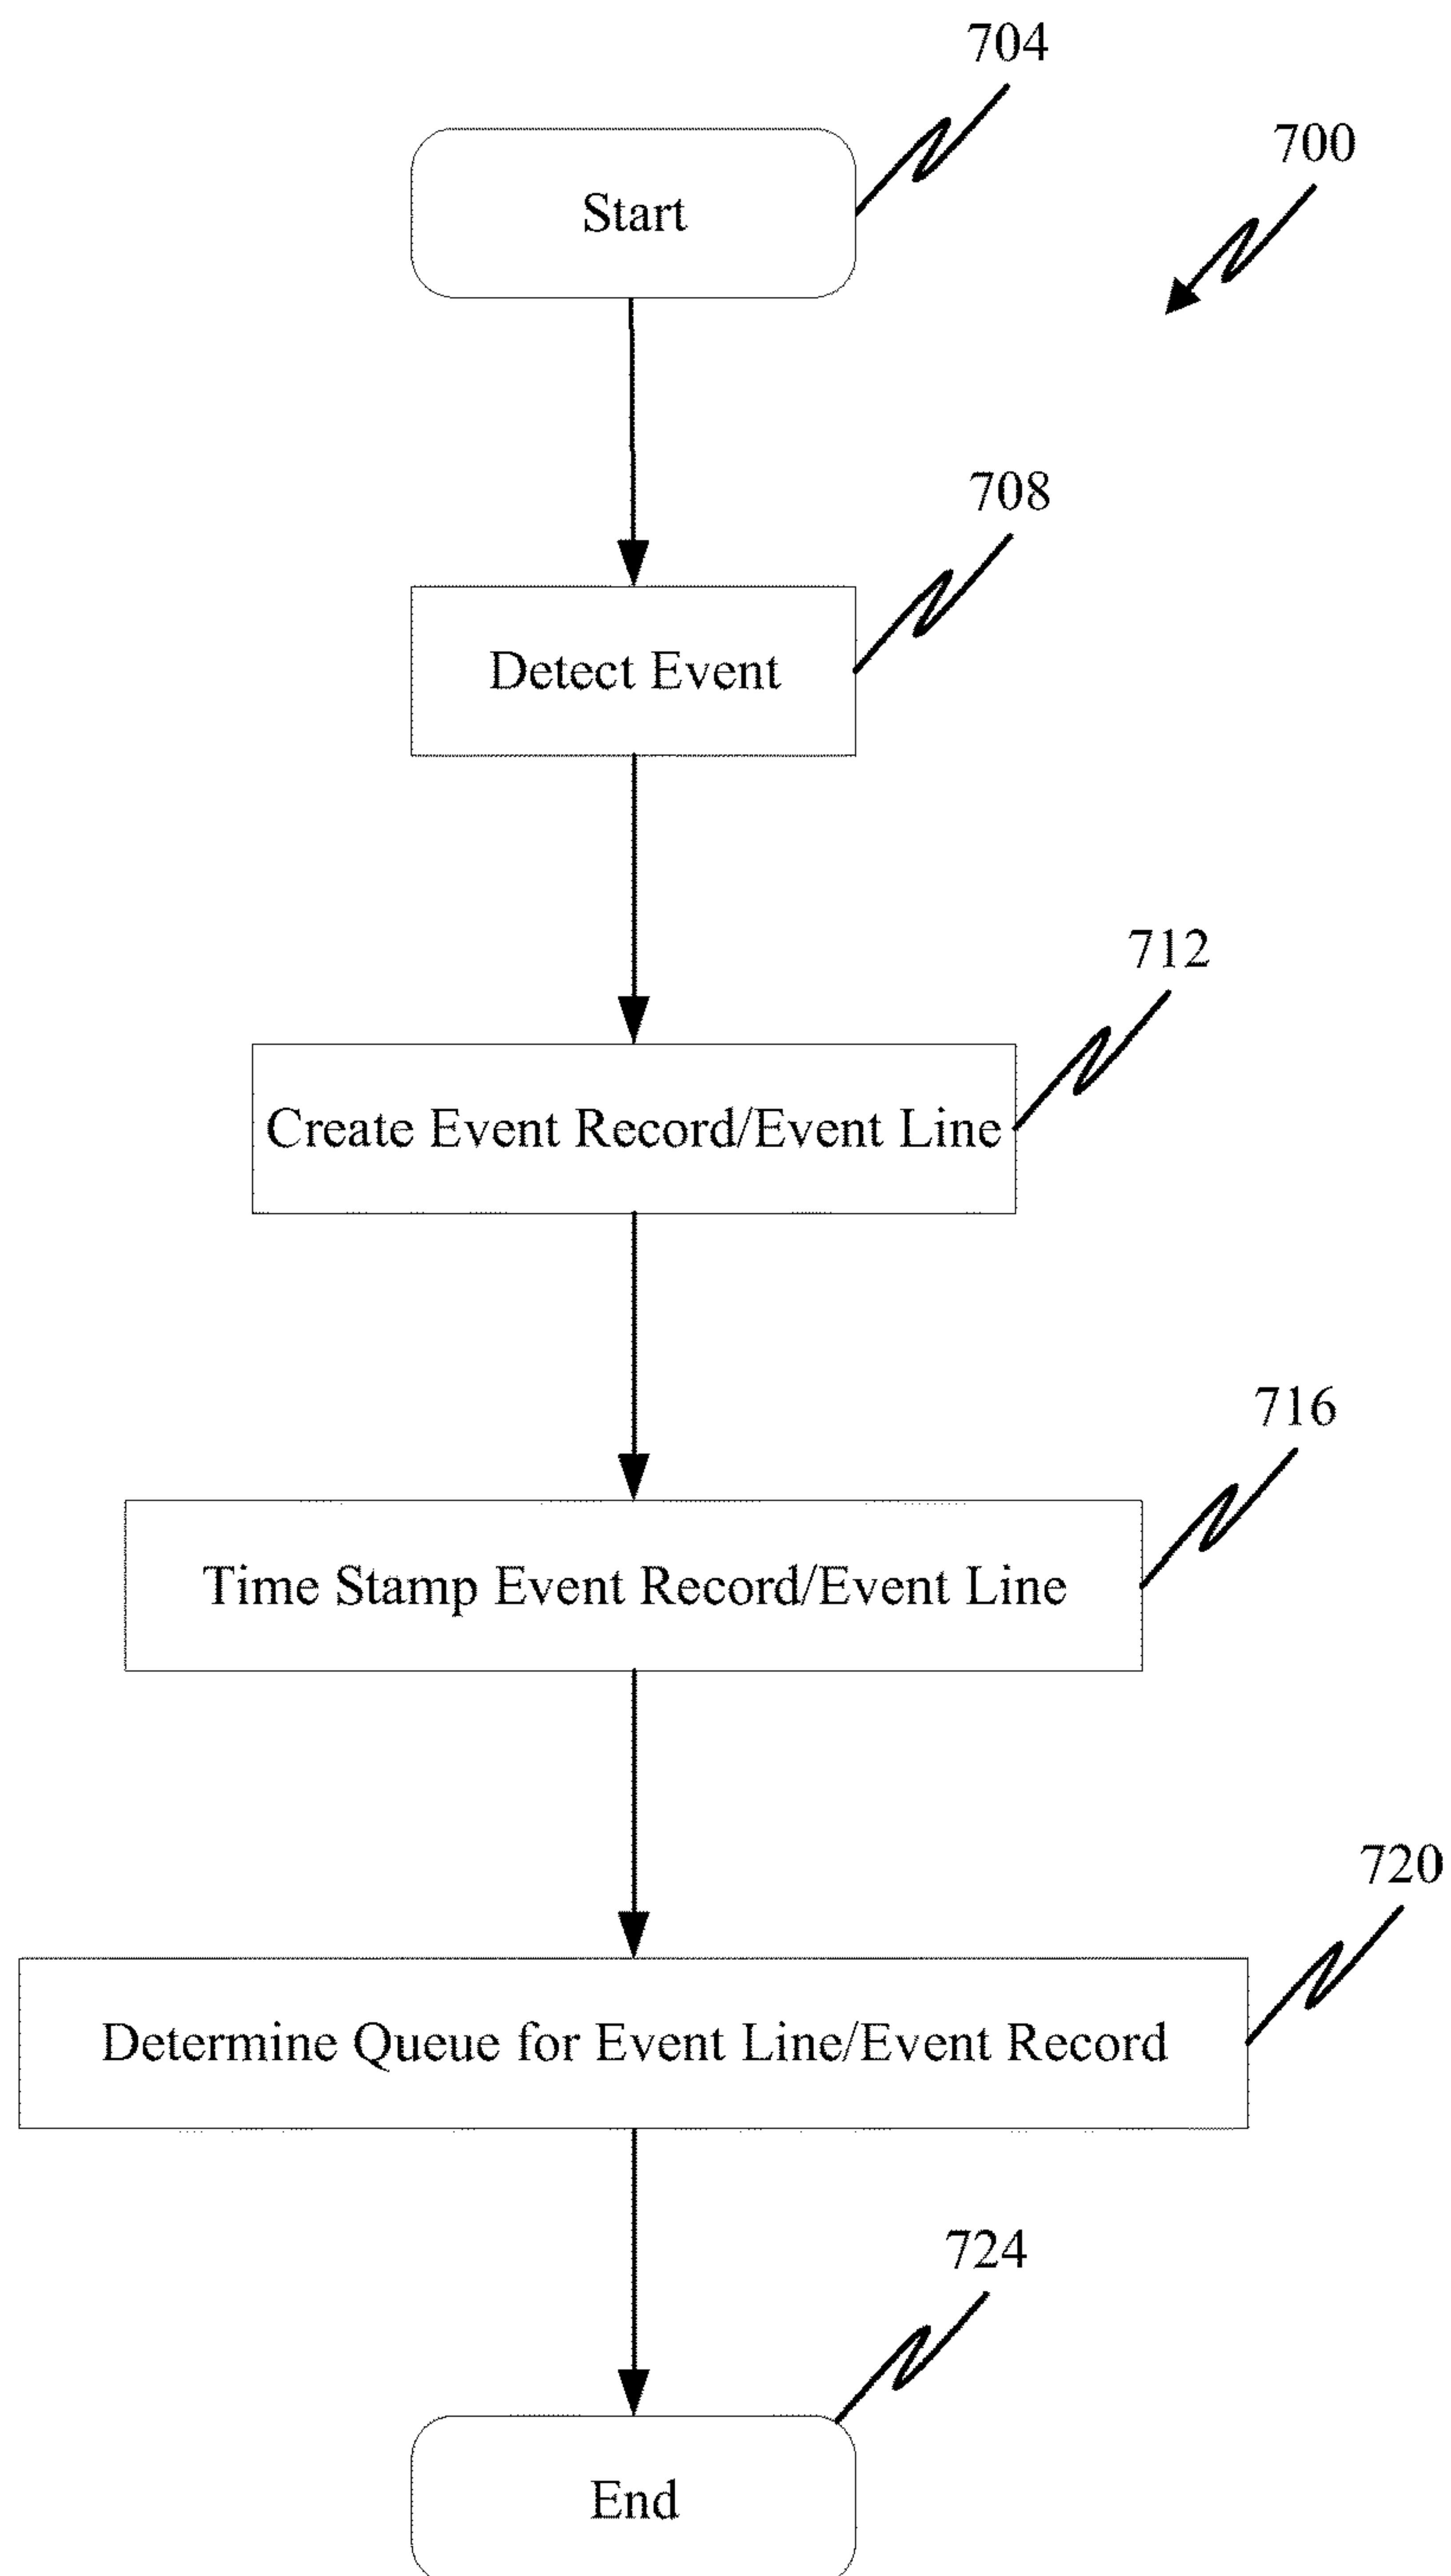 704
700
Start
708
Detect Event
712
Create Event Record/Event Line
716
Time Stamp Event Record/Event Line
720
Determine Queue for Event Line/Event Record
724
End